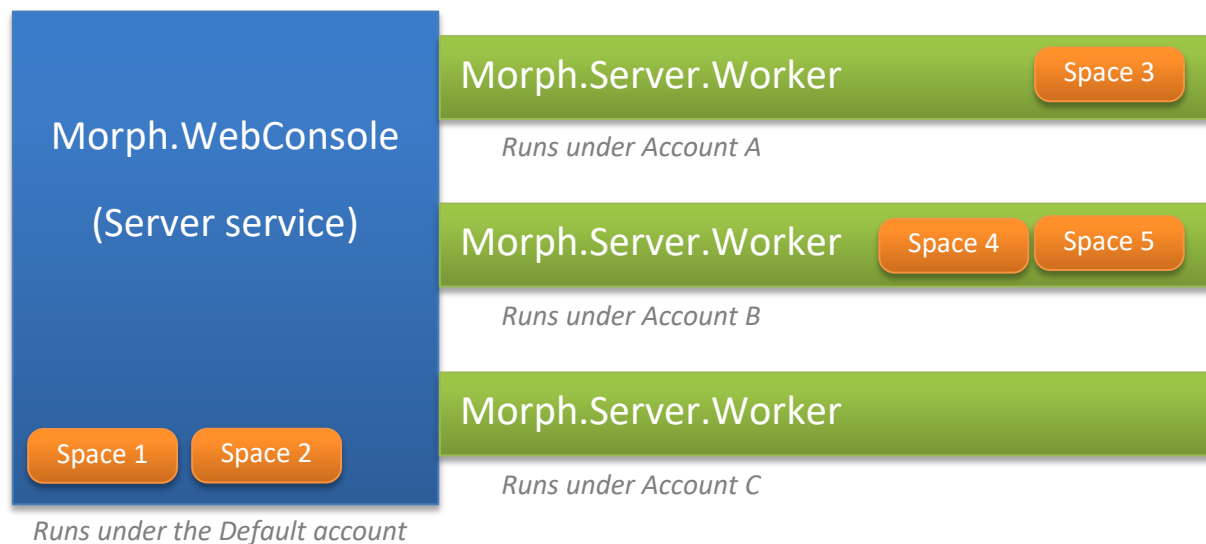 Morph.WebConsole
(Server service)
Space 1
Space 2
Runs under the Default account
Morph.Server.Worker
Space 3
Runs under Account A
Morph.Server.Worker
Space 4
Space 5
Runs under Account B
Morph.Server.Worker
Runs under Account C